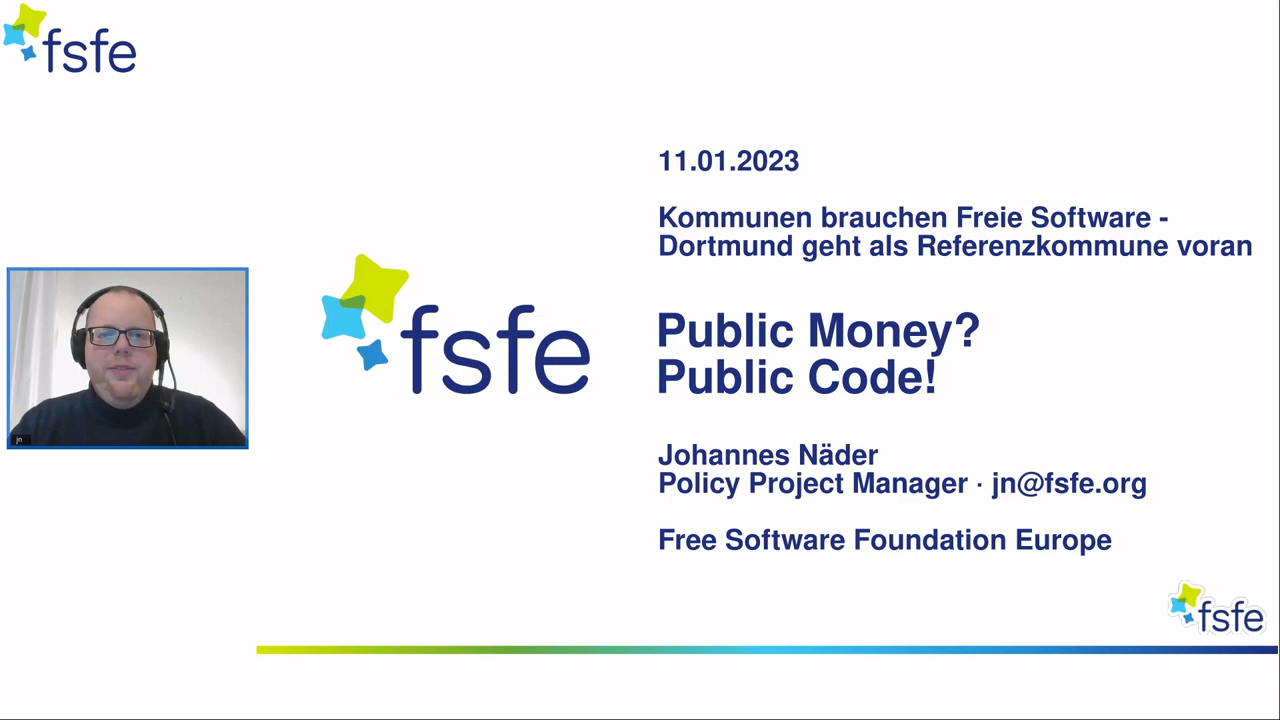 fsfe
11.01.2023
Kommunen brauchen Freie Software -
Dortmund geht als Referenzkommune voran
fsfe
Public Money?
Public Code!
Johannes Näder
Policy Project Manager · jn@fsfe.org
Free Software Foundation Europe
jn
fsfe